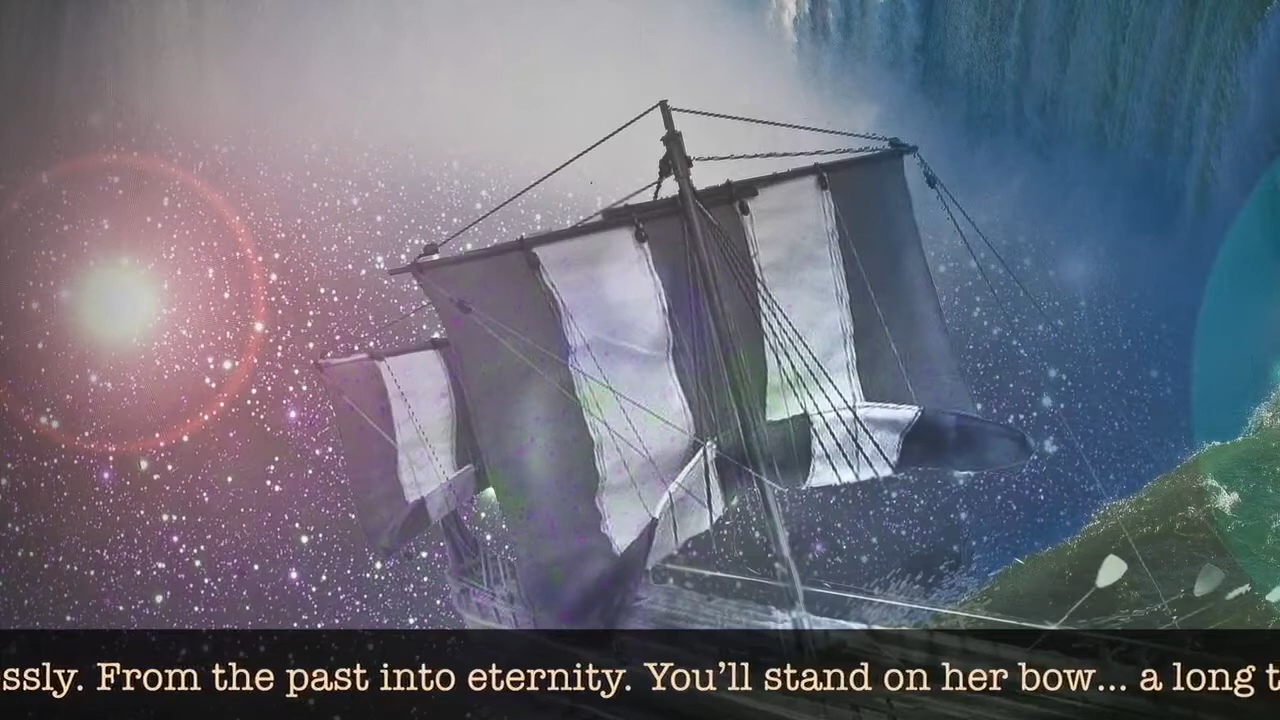 ssly. From the past into eternity. You’ll stand on her bow... a long t